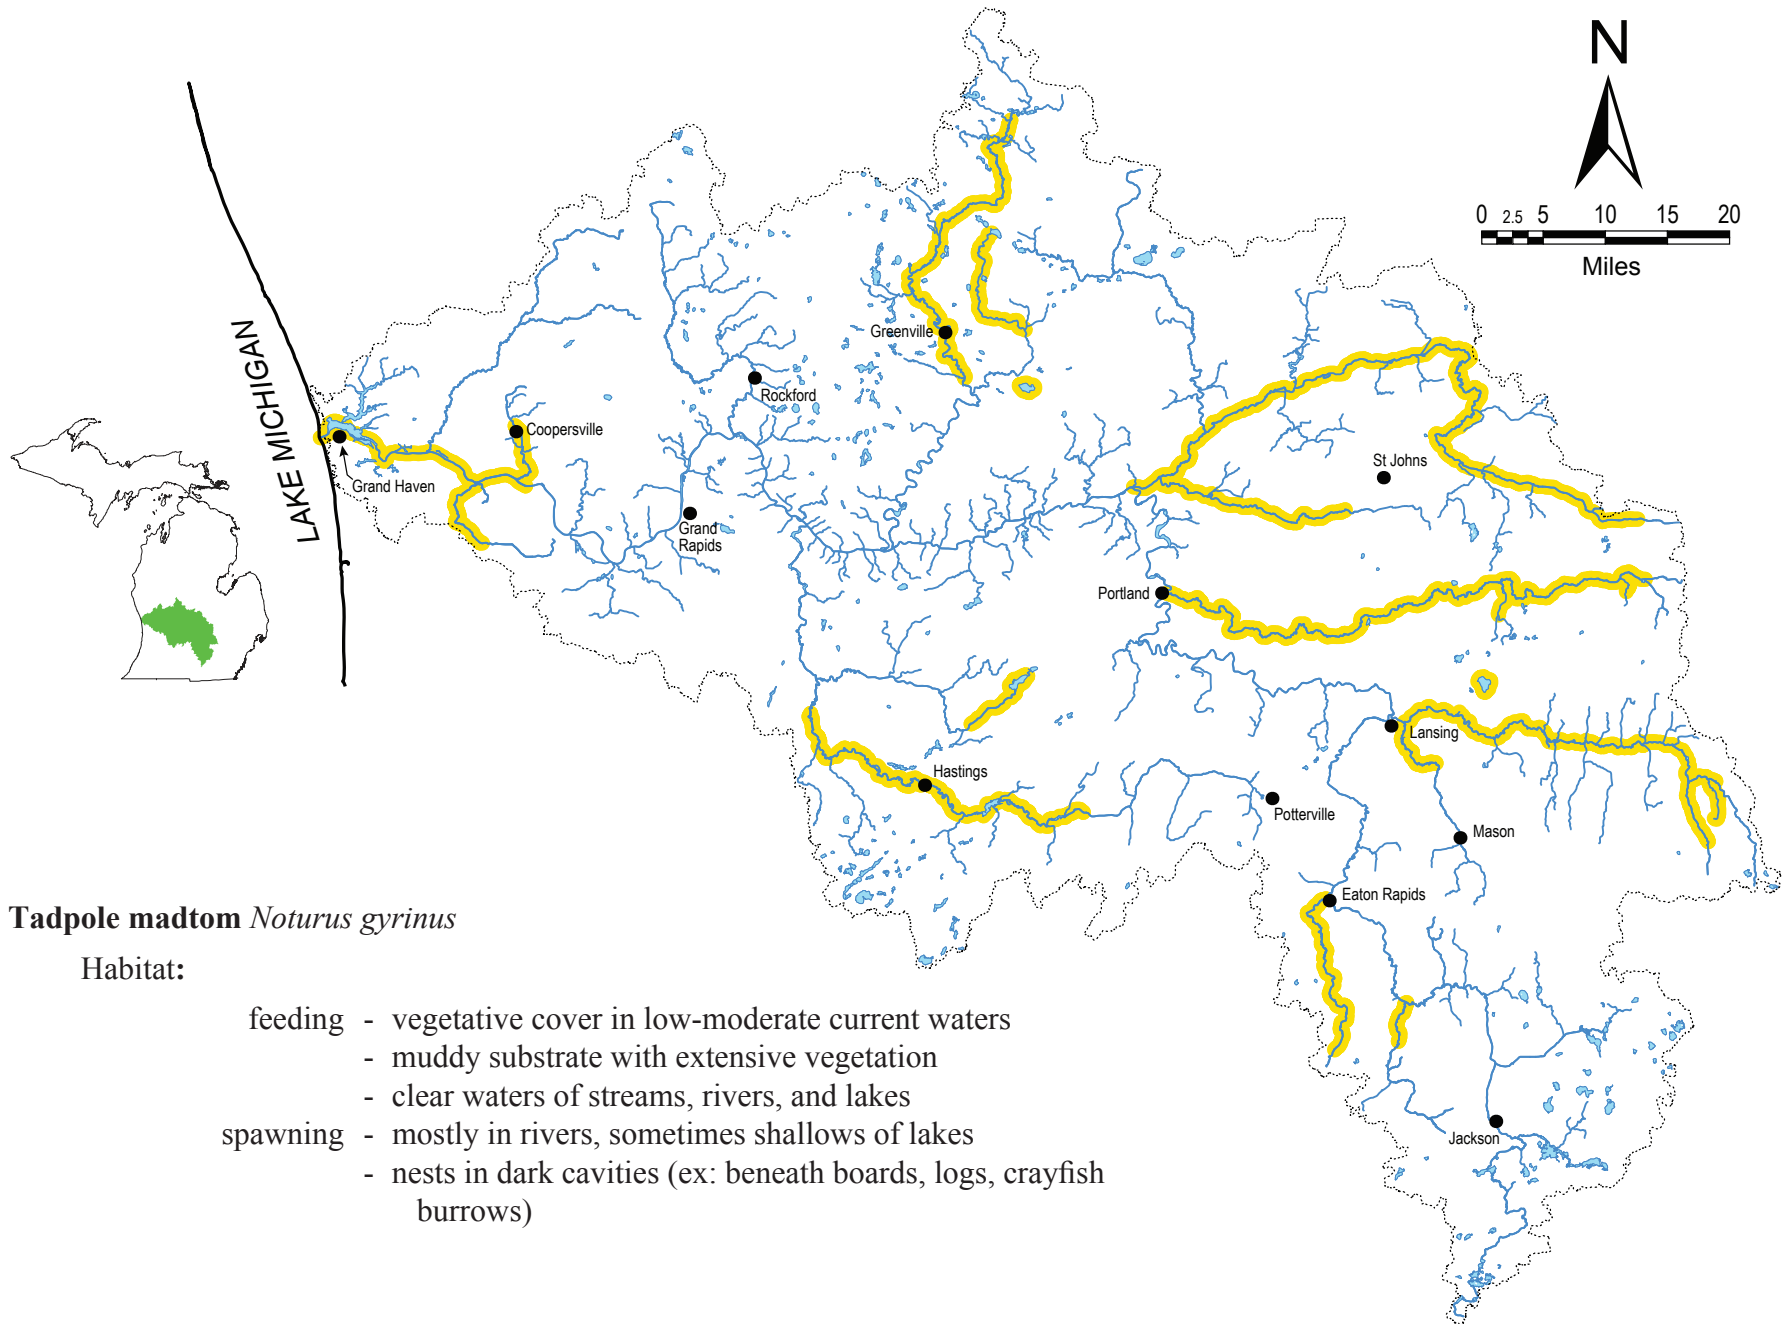 N
0 2.5 5 10 15 20
Miles
LAKE MICHIGAN
Greenville
Rockford
Coopersville
Grand Haven
St Johns
Grand
Rapids
Portland
Lansing
Hastings
Potterville
Mason
Eaton Rapids
Jackson
Tadpole madtom Noturus gyrinus
Habitat:
feeding - vegetative cover in low-moderate current waters
- muddy substrate with extensive vegetation
- clear waters of streams, rivers, and lakes
spawning - mostly in rivers, sometimes shallows of lakes
- nests in dark cavities (ex: beneath boards, logs, crayfish
burrows)